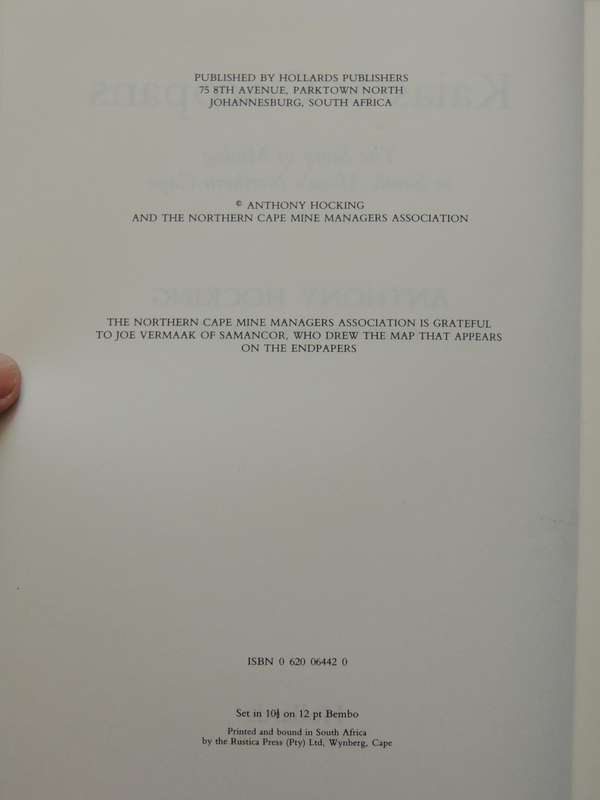 PUBLISHED BY HOLLARDS PUBLISHERS
75 8TH AVENUE, PARKTOWN NORTH
JOHANNESBURG, SOUTH AFRICA
© ANTHONY HOCKING
AND THE NORTHERN CAPE MINE MANAGERS ASSOCIATION
THE NORTHERN CAPE MINE MANAGERS ASSOCIATION IS GRATEFUL
TO JOE VERMAAK OF SAMANCOR, WHO DREW THE MAP THAT APPEARS
ON THE ENDPAPERS
ISBN 0 620 06442 0
Set in 10½ on 12 pt Bembo
Printed and bound in South Africa
by the Rustica Press (Pty) Ltd, Wynberg, Cape